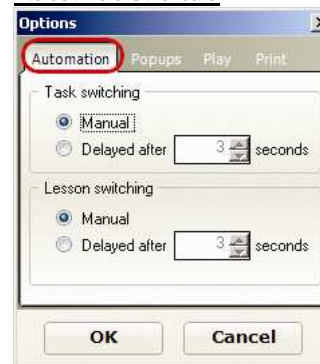 Options
Automation Popups Play Print
Task switching
Manual
Delayed after 3 seconds
Lesson switching
Manual
Delayed after 3 seconds
OK Cancel